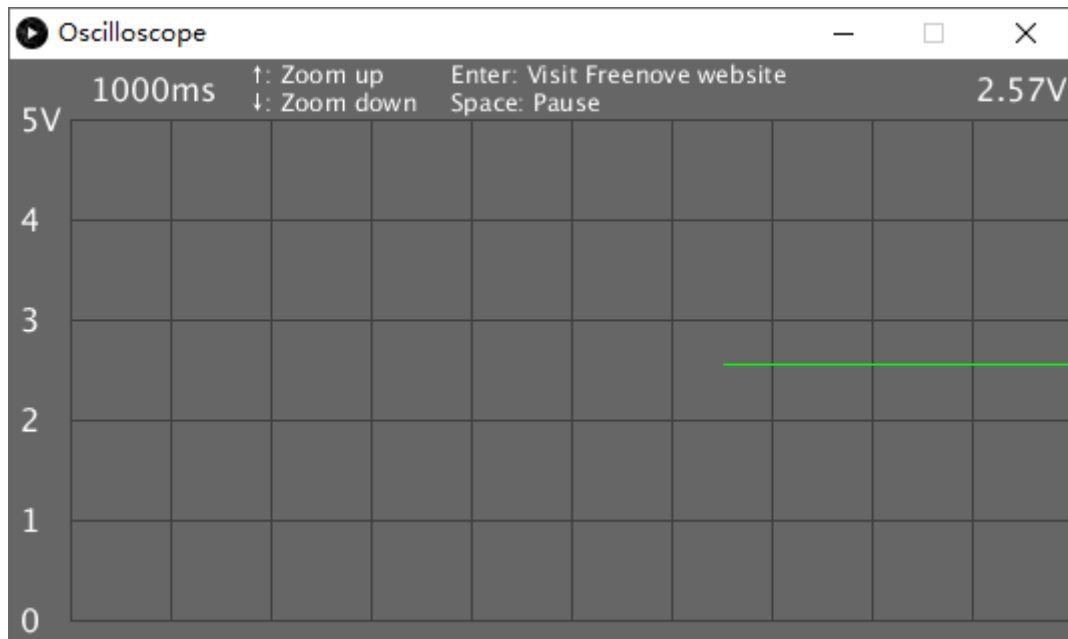 Oscilloscope
1000ms
↑: Zoom up
↓: Zoom down
Enter: Visit Freenove website
Space: Pause
2.57V
5V
4
3
2
1
0